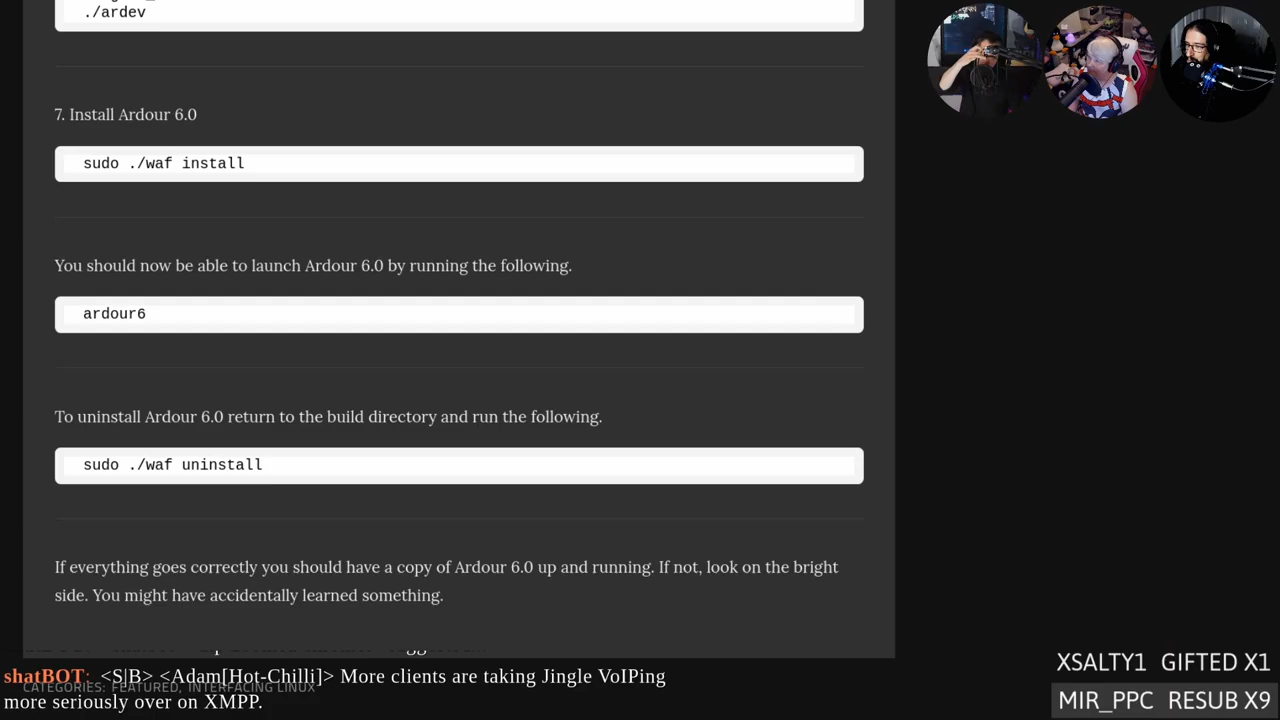 ./ardev
7. Install Ardour 6.0
sudo ./waf install
You should now be able to launch Ardour 6.0 by running the following.
ardour6
To uninstall Ardour 6.0 return to the build directory and run the following.
sudo ./waf uninstall
If everything goes correctly you should have a copy of Ardour 6.0 up and running. If not, look on the bright
side. You might have accidentally learned something.
shatBOT: <S|B> <Adam[Hot-Chilli]> More clients are taking Jingle VoIPing
CATEGORIES: FEATURED, INTERFACING LINUX
more seriously over on XMPP.
XSALTY1 GIFTED X1
MIR_PPC RESUB X9